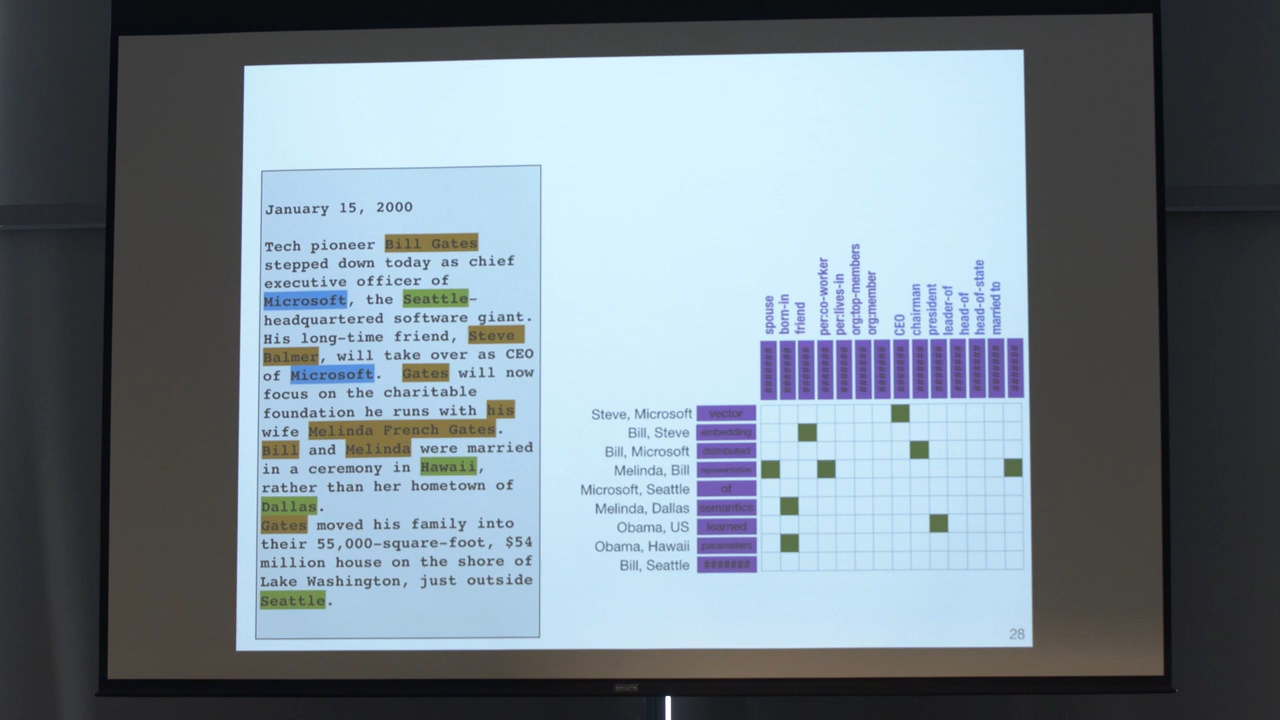 January 15, 2000
Tech pioneer Bill Gates
stepped down today as chief
executive officer of
Microsoft, the Seattle-
headquartered software giant.
His long-time friend, Steve
Balmer, will take over as CEO
of Microsoft. Gates will now
focus on the charitable
foundation he runs with his
wife Melinda French Gates.
Bill and Melinda were married
in a ceremony in Hawaii,
rather than her hometown of
Dallas.
Gates moved his family into
their 55,000-square-foot, $54
million house on the shore of
Lake Washington, just outside
Seattle.
spouse
born-in
friend
per:co-worker
per:lives-in
org:top-members
org:member
CEO
chairman
president
leader-of
head-of
head-of-state
married to
Steve, Microsoft vector
Bill, Steve embedding
Bill, Microsoft distributed
Melinda, Bill representation
Microsoft, Seattle of
Melinda, Dallas semantics
Obama, US learned
Obama, Hawaii parameters
Bill, Seattle #######
28